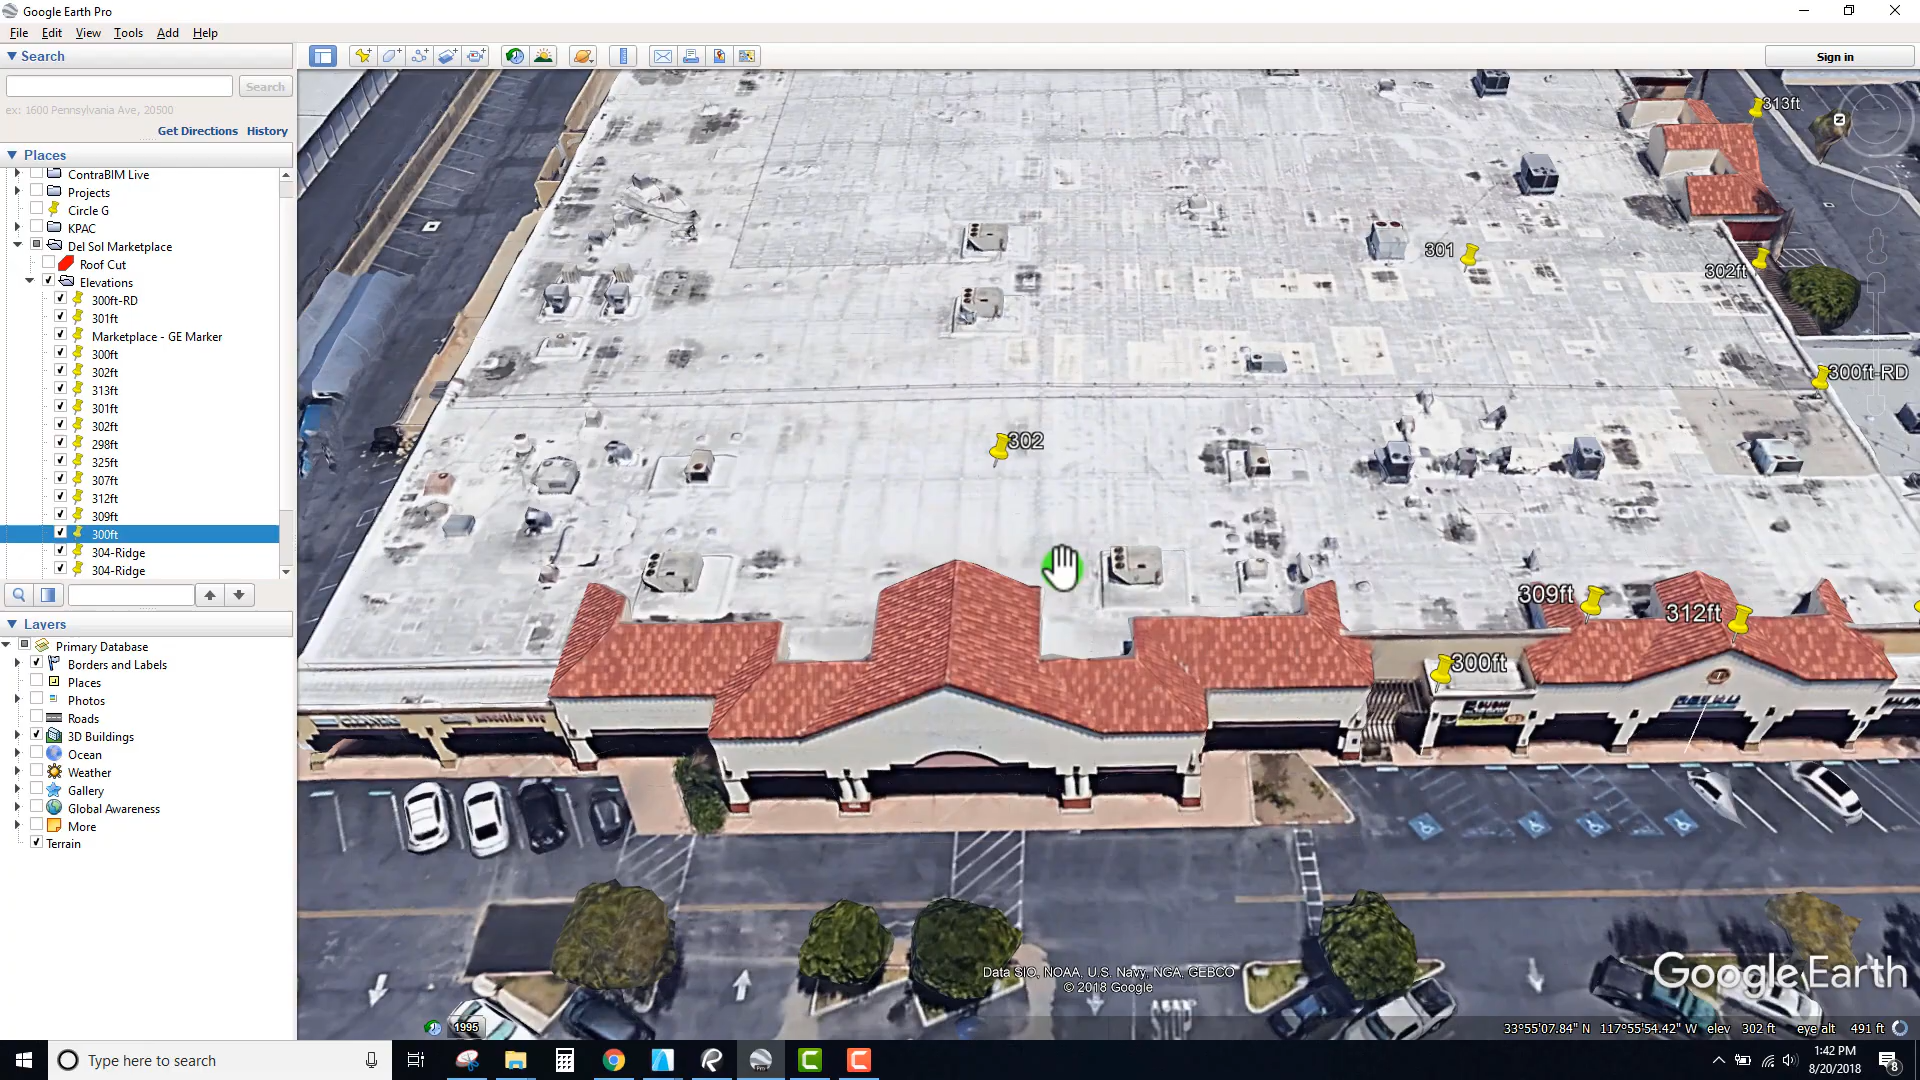 Google Earth Pro
File Edit View Tools Add Help
Search
Search
ex: 1600 Pennsylvania Ave, 20500
Get Directions History
Places
ContraBIM Live
Projects
Circle G
KPAC
Del Sol Marketplace
Roof Cut
Elevations
300ft-RD
301ft
Marketplace - GE Marker
300ft
302ft
313ft
301ft
302ft
298ft
325ft
307ft
312ft
309ft
300ft
304-Ridge
304-Ridge
Layers
Primary Database
Borders and Labels
Places
Photos
Roads
3D Buildings
Ocean
Weather
Gallery
Global Awareness
More
Terrain
Sign in
313ft
N
301
302ft
300ft-RD
302
309ft
312ft
300ft
Data SIO, NOAA, U.S. Navy, NGA, GEBCO
© 2018 Google
Google Earth
1995
33°55'07.84" N 117°55'54.42" W elev 302 ft eye alt 491 ft
Type here to search
1:42 PM
8/20/2018
8